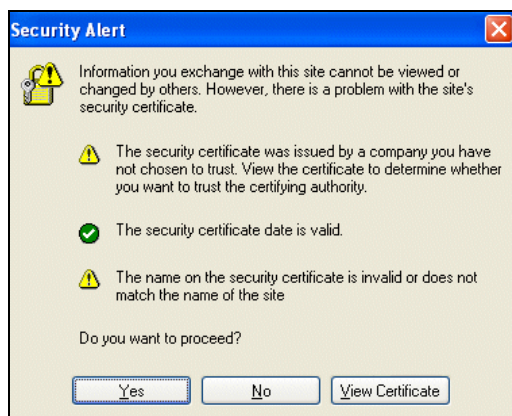 Security Alert
Information you exchange with this site cannot be viewed or
changed by others. However, there is a problem with the site's
security certificate.
The security certificate was issued by a company you have
not chosen to trust. View the certificate to determine whether
you want to trust the certifying authority.
The security certificate date is valid.
The name on the security certificate is invalid or does not
match the name of the site
Do you want to proceed?
Yes
No
View Certificate